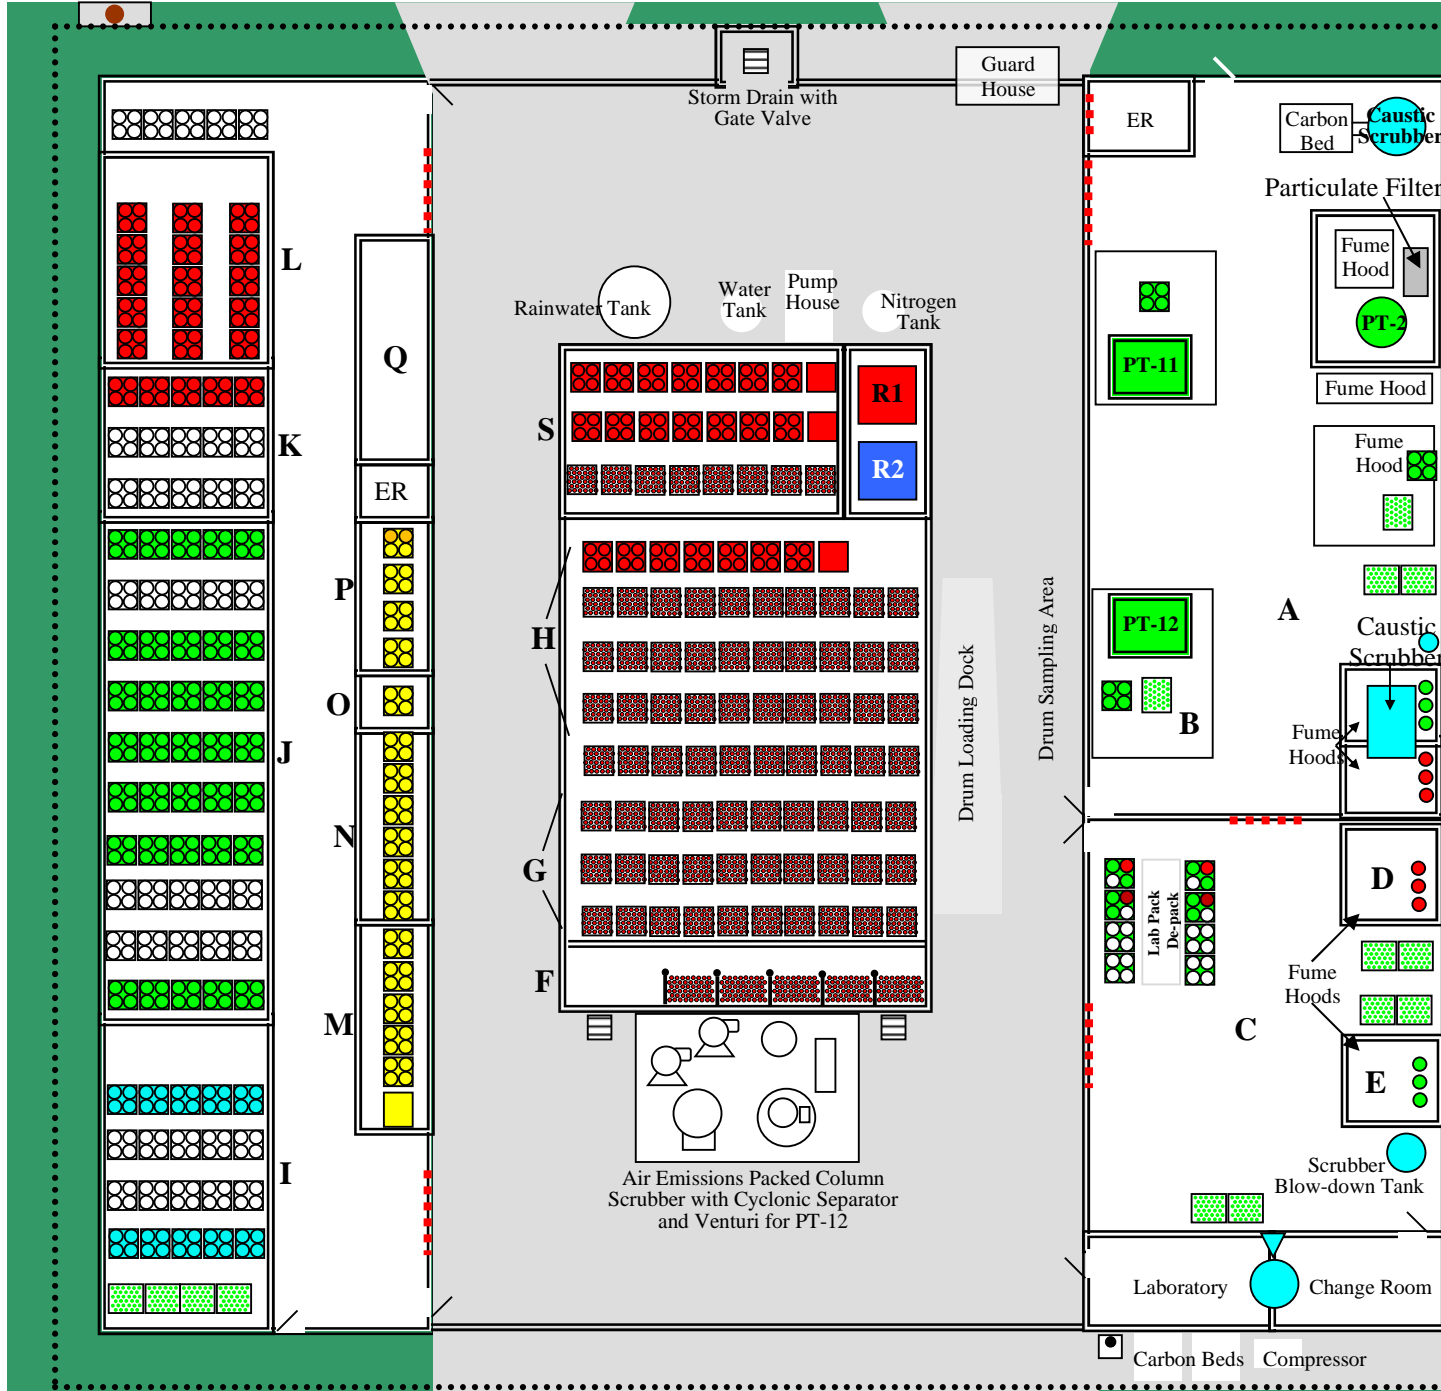 Guard
House
Storm Drain with
Gate Valve
ER
Carbon
Bed
Caustic
Scrubber
Particulate Filter
Fume
Hood
PT-2
Fume Hood
L
Q
Rainwater Tank
Water
Tank
Pump
House
Nitrogen
Tank
PT-11
R1
S
R2
K
ER
Fume
Hood
P
H
A
PT-12
Caustic
Scrubber
O
B
Fume
Hoods
J
N
G
Drum Loading Dock
Drum Sampling Area
Lab Pack
De-pack
D
F
Fume
Hoods
M
C
E
Scrubber
Blow-down Tank
I
Air Emissions Packed Column
Scrubber with Cyclonic Separator
and Venturi for PT-12
Laboratory
Change Room
Carbon Beds
Compressor